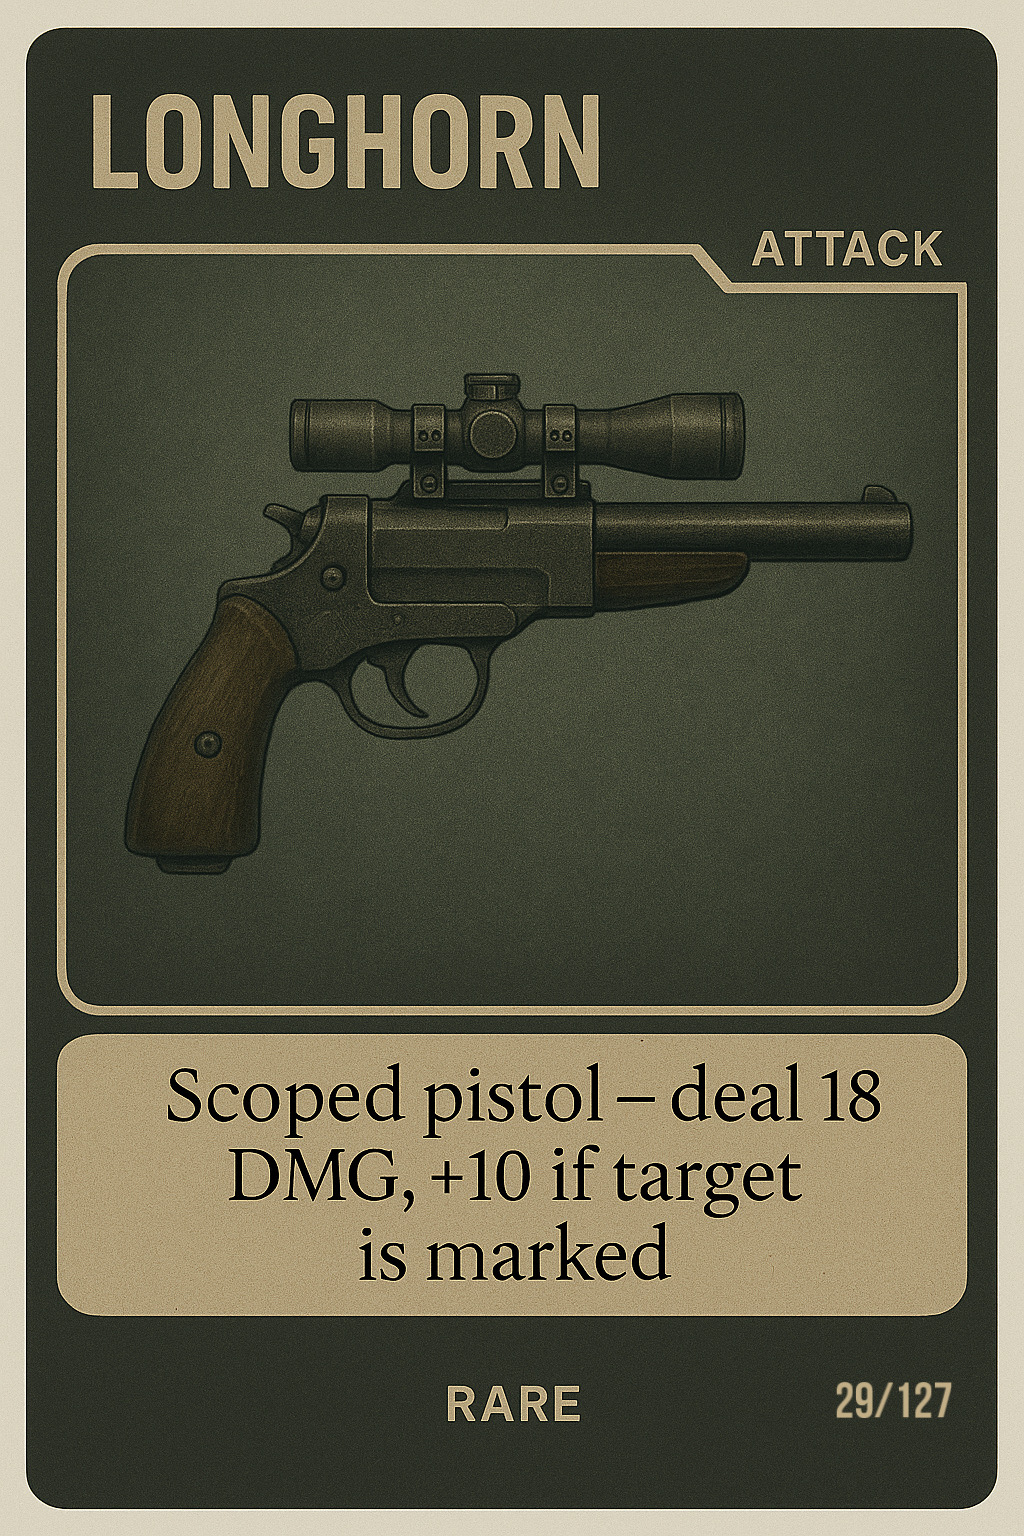 LONGHORN
ATTACK
Scoped pistol – deal 18
DMG, +10 if target
is marked
RARE
29/127